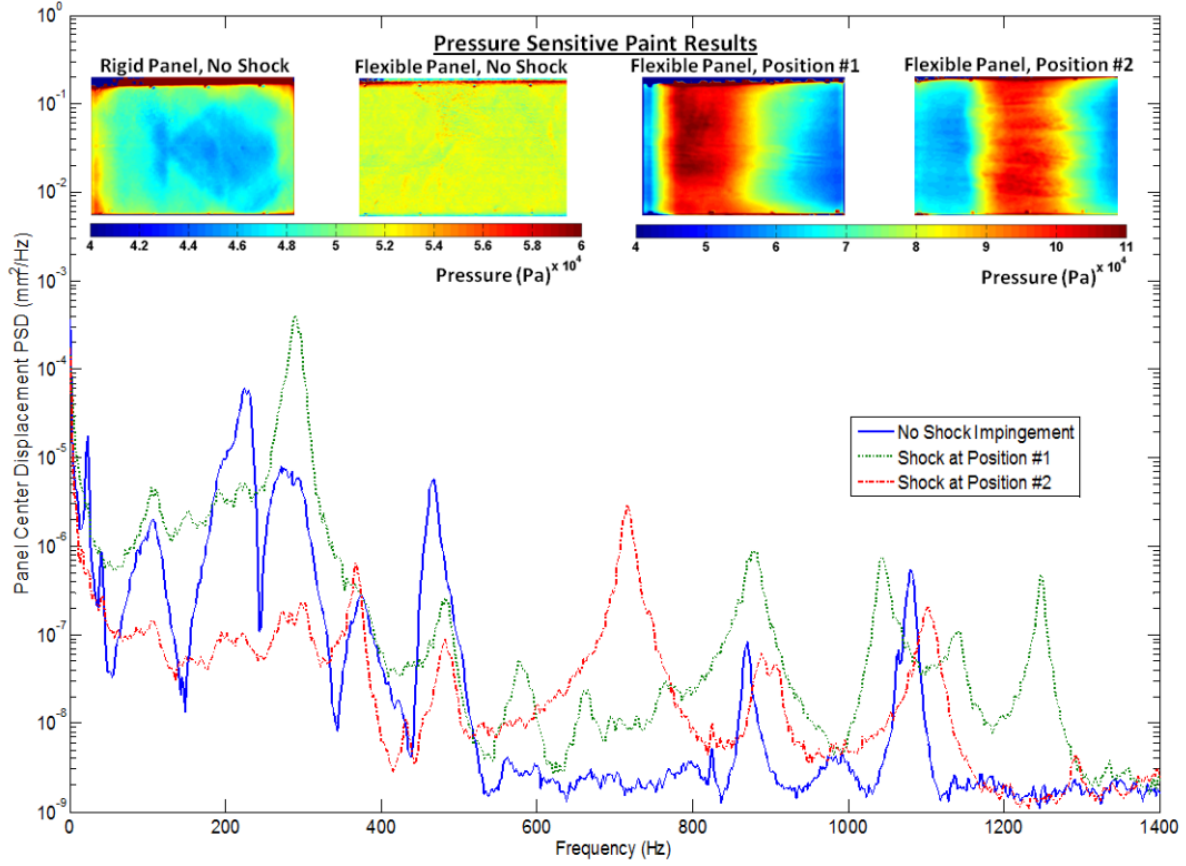 Pressure Sensitive Paint Results
Rigid Panel, No Shock
Flexible Panel, No Shock
Flexible Panel, Position #1
Flexible Panel, Position #2
4 4.2 4.4 4.6 4.8 5 5.2 5.4 5.6 5.8 6
Pressure (Pa) x 10^4
4 5 6 7 8 9 10 11
Pressure (Pa) x 10^4
Panel Center Displacement PSD (mm^2/Hz)
10^0
10^-1
10^-2
10^-3
10^-4
10^-5
10^-6
10^-7
10^-8
10^-9
No Shock Impingement
Shock at Position #1
Shock at Position #2
0 200 400 600 800 1000 1200 1400
Frequency (Hz)